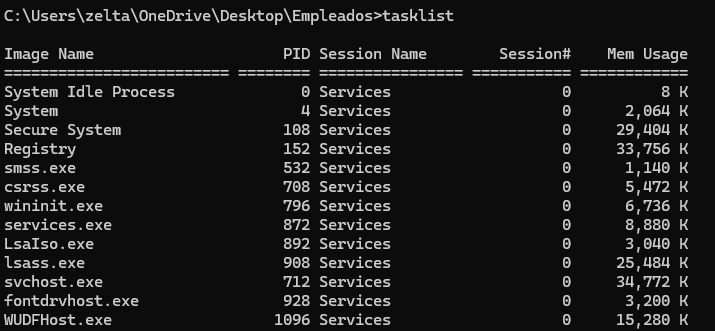 C:\Users\zelta\OneDrive\Desktop\Empleados>tasklist
Image Name                     PID Session Name        Session#    Mem Usage
========================= ======== ================ =========== ============
System Idle Process              0 Services                   0          8 K
System                           4 Services                   0      2,064 K
Secure System                  108 Services                   0     29,404 K
Registry                       152 Services                   0     33,756 K
smss.exe                       532 Services                   0      1,140 K
csrss.exe                      708 Services                   0      5,472 K
wininit.exe                    796 Services                   0      6,736 K
services.exe                   872 Services                   0      8,880 K
LsaIso.exe                     892 Services                   0      3,040 K
lsass.exe                      908 Services                   0     25,484 K
svchost.exe                    712 Services                   0     34,772 K
fontdrvhost.exe                928 Services                   0      3,200 K
WUDFHost.exe                  1096 Services                   0     15,280 K